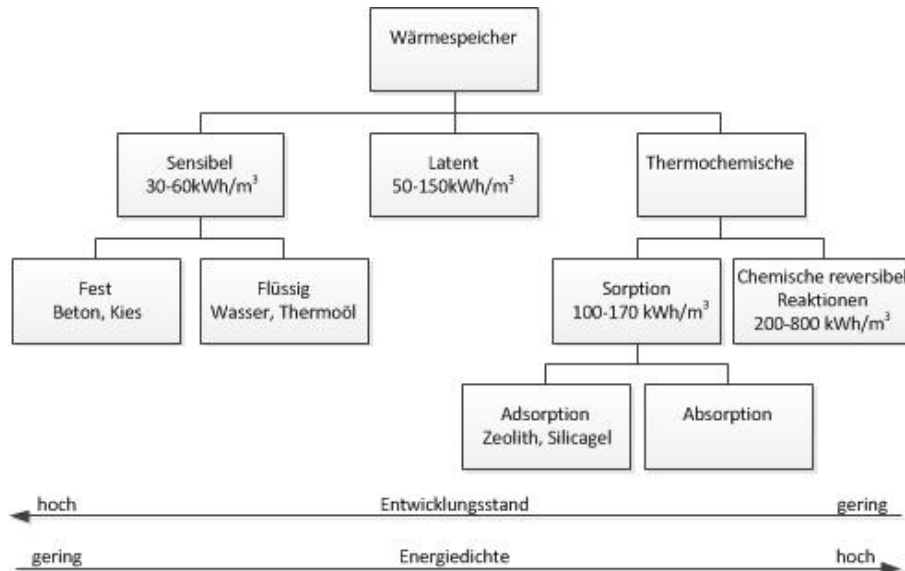 Wärmespeicher
Sensibel
30-60kWh/m³
Latent
50-150kWh/m³
Thermochemische
Fest
Beton, Kies
Flüssig
Wasser, Thermoöl
Sorption
100-170 kWh/m³
Chemische reversibel
Reaktionen
200-800 kWh/m³
Adsorption
Zeolith, Silicagel
Absorption
hoch Entwicklungsstand gering
gering Energiedichte hoch